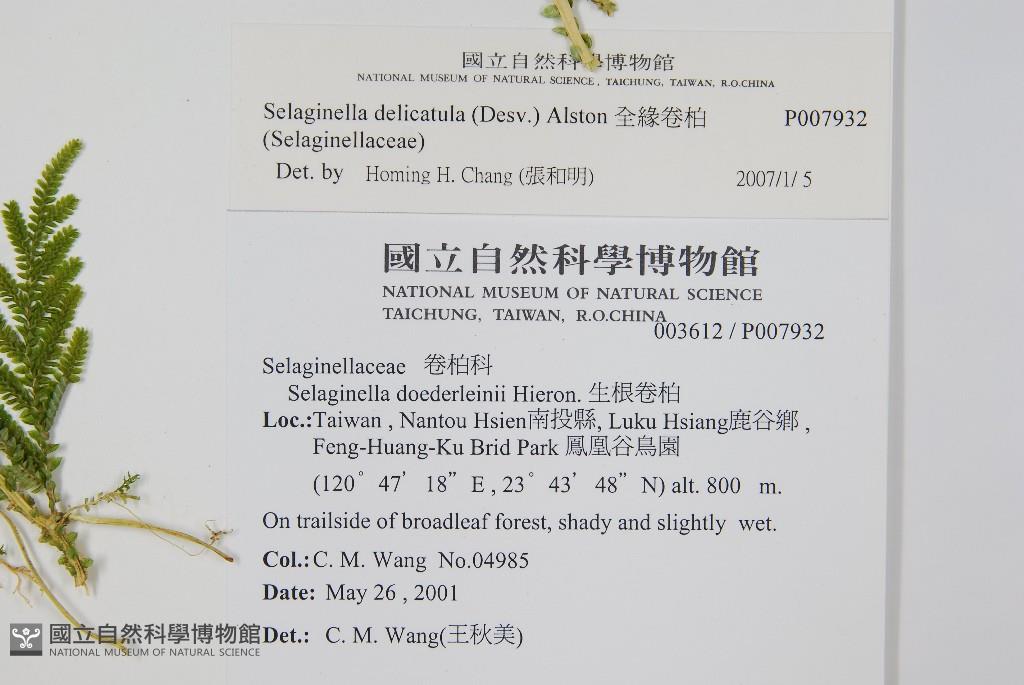 國立自然科學博物館
NATIONAL MUSEUM OF NATURAL SCIENCE, TAICHUNG, TAIWAN, R.O.CHINA
Selaginella delicatula (Desv.) Alston 全緣卷柏 P007932
(Selaginellaceae)
Det. by Homing H. Chang (張和明) 2007/1/ 5
國立自然科學博物館
NATIONAL MUSEUM OF NATURAL SCIENCE
TAICHUNG, TAIWAN, R.O.CHINA
003612 / P007932
Selaginellaceae 卷柏科
Selaginella doederleinii Hieron. 生根卷柏
Loc.:Taiwan , Nantou Hsien南投縣, Luku Hsiang鹿谷鄉 ,
Feng-Huang-Ku Brid Park 鳳凰谷鳥園
(120° 47' 18" E , 23° 43' 48" N) alt. 800 m.
On trailside of broadleaf forest, shady and slightly wet.
Col.: C. M. Wang No.04985
Date: May 26 , 2001
Det.: C. M. Wang(王秋美)
國立自然科學博物館
NATIONAL MUSEUM OF NATURAL SCIENCE